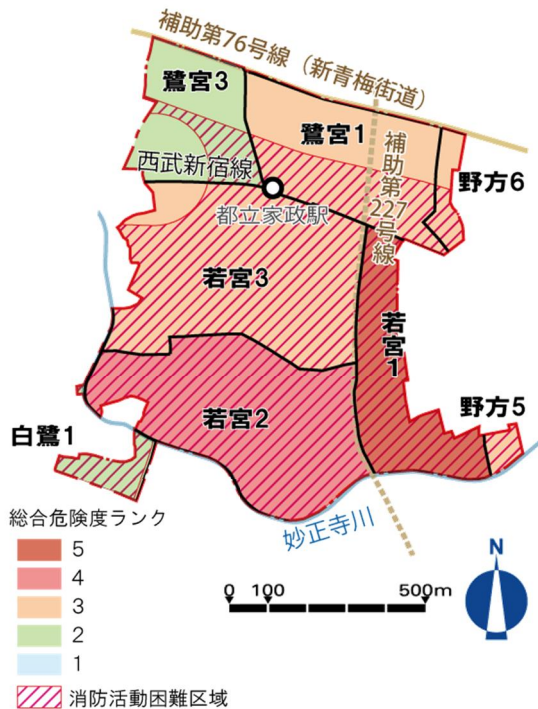 補助第76号線（新青梅街道）
鷺宮3
鷺宮1
西武新宿線
補助第227号線
野方6
都立家政駅
若宮3
若宮1
若宮2
野方5
白鷺1
妙正寺川
総合危険度ランク
5
4
3
2
1
消防活動困難区域
0 100 500m
N